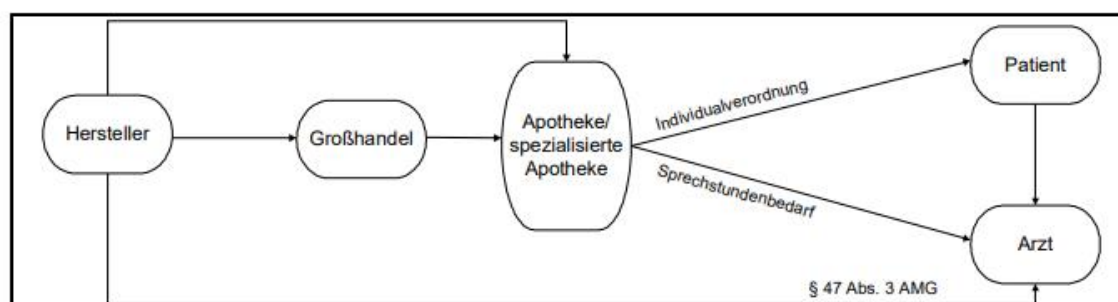 Hersteller
Großhandel
Apotheke/
spezialisierte
Apotheke
Individualverordnung
Sprechstundenbedarf
Patient
Arzt
§ 47 Abs. 3 AMG